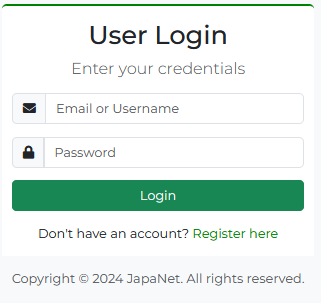 User Login
Enter your credentials
Email or Username
Password
Login
Don't have an account? Register here
Copyright © 2024 JapaNet. All rights reserved.